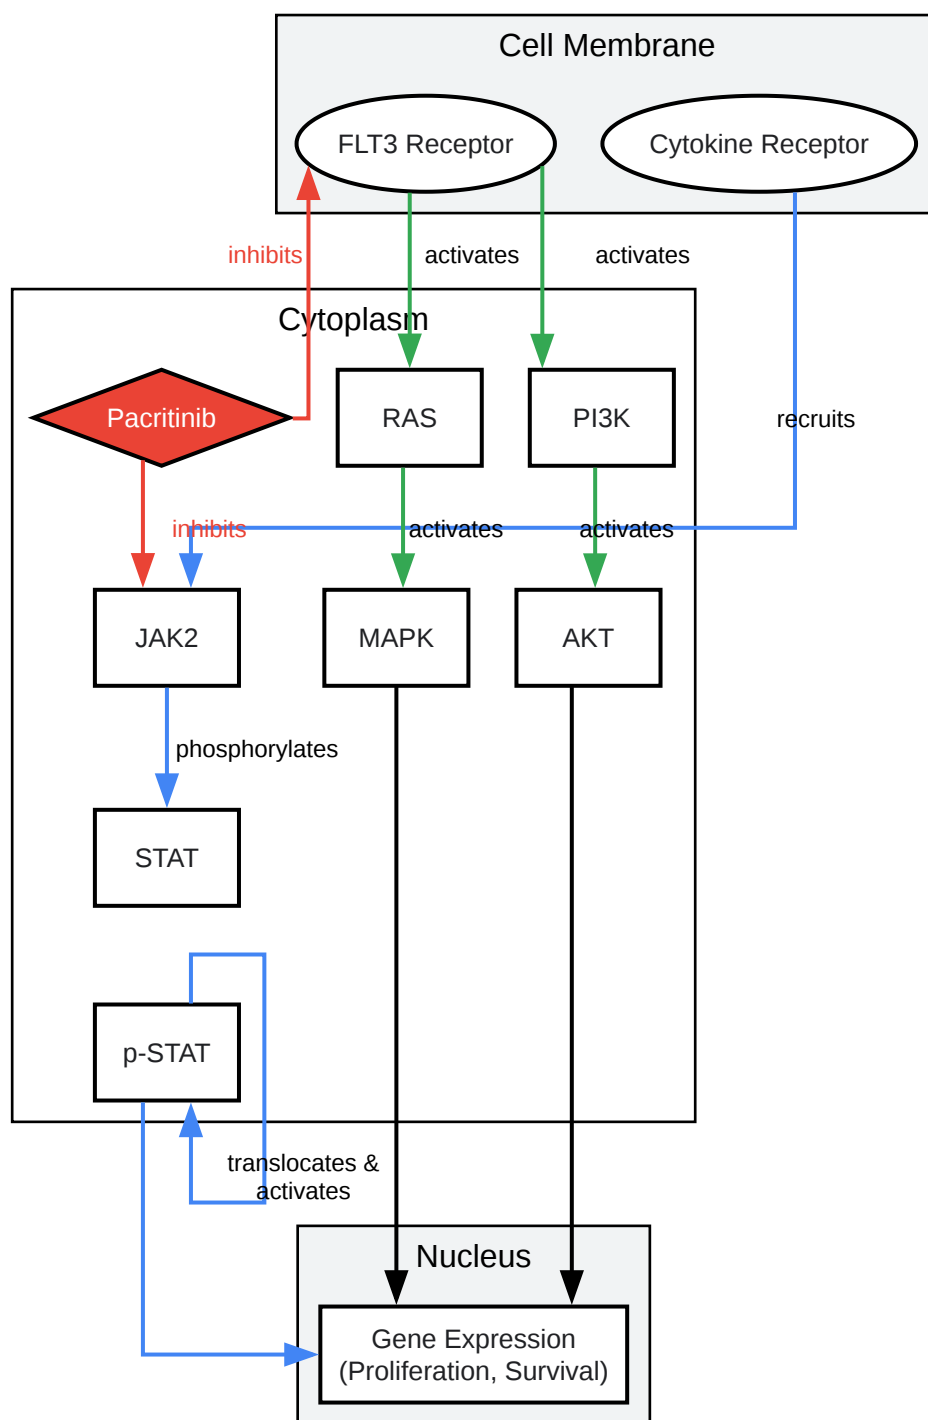 Cell Membrane
FLT3 Receptor
Cytokine Receptor
inhibits
activates
activates
Cytoplasm
Pacritinib
RAS
PI3K
recruits
inhibits
activates
activates
JAK2
MAPK
AKT
phosphorylates
STAT
p-STAT
translocates &
activates
Nucleus
Gene Expression
(Proliferation, Survival)